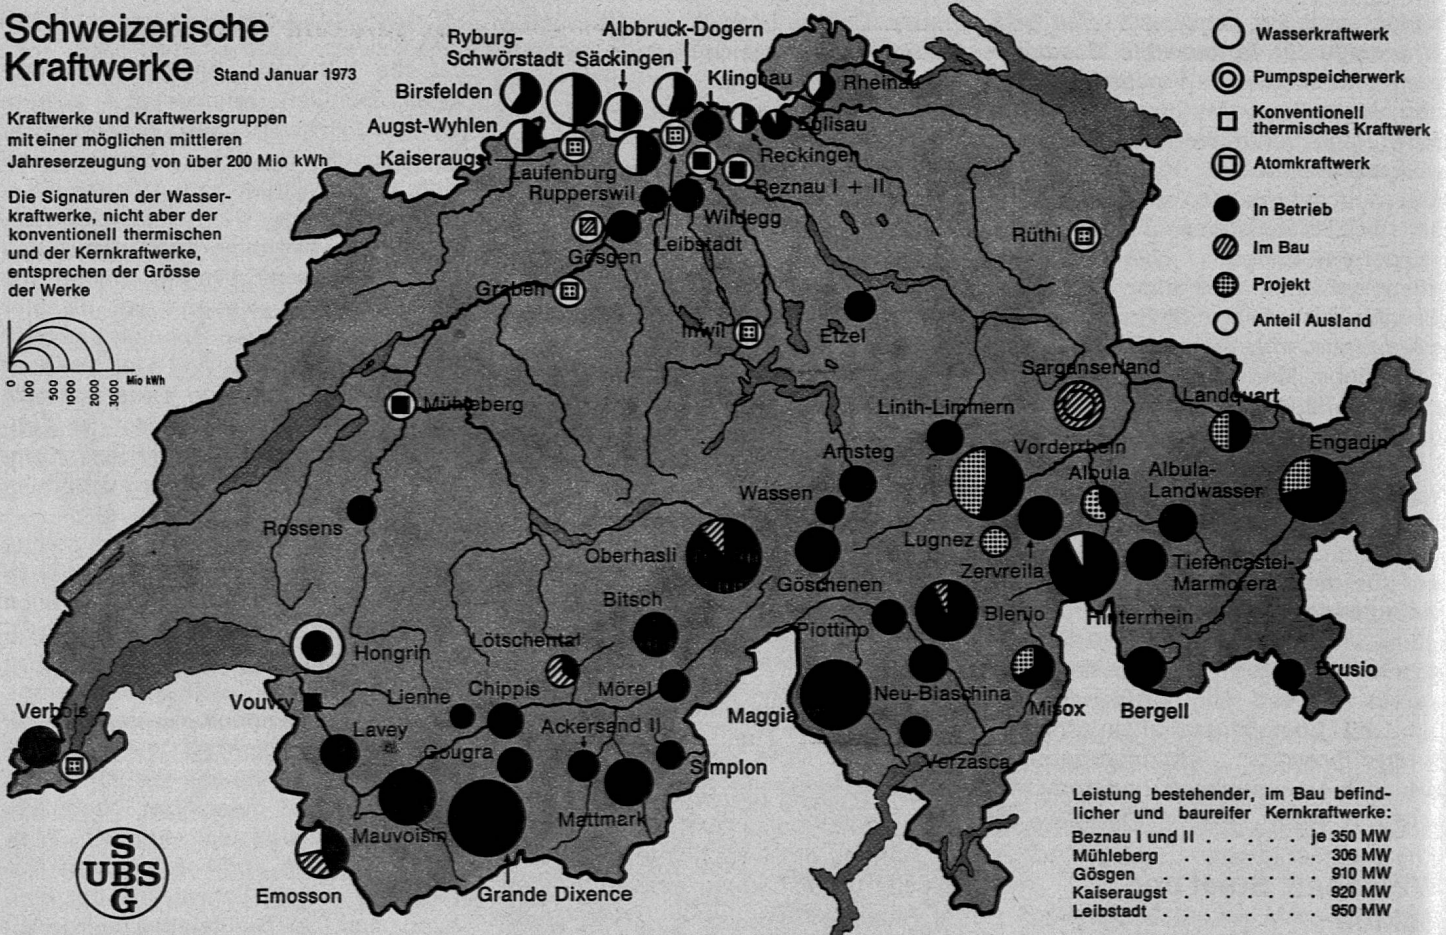 Schweizerische
Kraftwerke Stand Januar 1973
Kraftwerke und Kraftwerksgruppen
mit einer möglichen mittleren
Jahreserzeugung von über 200 Mio kWh
Die Signaturen der Wasser-
kraftwerke, nicht aber der
konventionell thermischen
und der Kernkraftwerke,
entsprechen der Grösse
der Werke
0 100 500 1000 2000 3000 Mio kWh
Wasserkraftwerk
Pumpspeicherwerk
Konventionell
thermisches Kraftwerk
Atomkraftwerk
In Betrieb
Im Bau
Projekt
Anteil Ausland
Albbruck-Dogern
Ryburg-
Schwörstadt
Säckingen
Klingnau
Rheinau
Birsfelden
Augst-Wyhlen
Eglisau
Kaiseraugst
Reckingen
Laufenburg
Rupperswil
Beznau I + II
Wildegg
Leibstadt
Rüthi
Gösgen
Graben
Inwil
Etzel
Sarganserland
Mühleberg
Linth-Limmern
Landquart
Vorderrhein
Engadin
Amsteg
Albula
Albula-
Landwasser
Wassen
Rossens
Lugnez
Oberhasli
Zervreila
Tiefencastel-
Marmorera
Göschenen
Bitsch
Blenio
Hinterrhein
Piottino
Lötschental
Hongrin
Brusio
Vouvry
Lienne
Chippis
Mörel
Neu-Biaschina
Misox
Bergell
Verbois
Maggia
Lavey
Ackersand II
Gougra
Simplon
Verzasca
Mattmark
Mauvoisin
Grande Dixence
Emosson
S
UBS
G
Leistung bestehender, im Bau befind-
licher und baureifer Kernkraftwerke:
Beznau I und II . . . . . . je 350 MW
Mühleberg . . . . . . . 306 MW
Gösgen . . . . . . . . 910 MW
Kaiseraugst . . . . . . . 920 MW
Leibstadt . . . . . . . . 950 MW